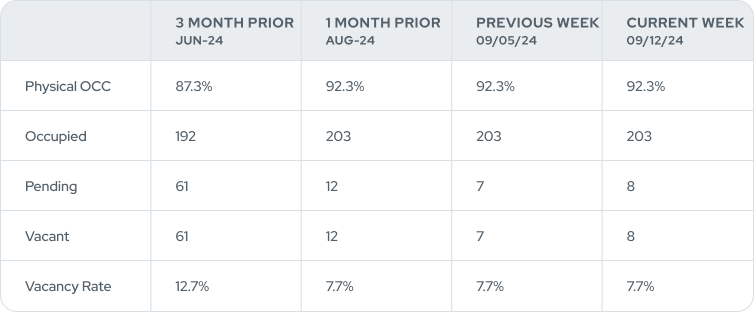 3 MONTH PRIOR 1 MONTH PRIOR PREVIOUS WEEK CURRENT WEEK
JUN-24 AUG-24 09/05/24 09/12/24
Physical OCC 87.3% 92.3% 92.3% 92.3%
Occupied 192 203 203 203
Pending 61 12 7 8
Vacant 61 12 7 8
Vacancy Rate 12.7% 7.7% 7.7% 7.7%